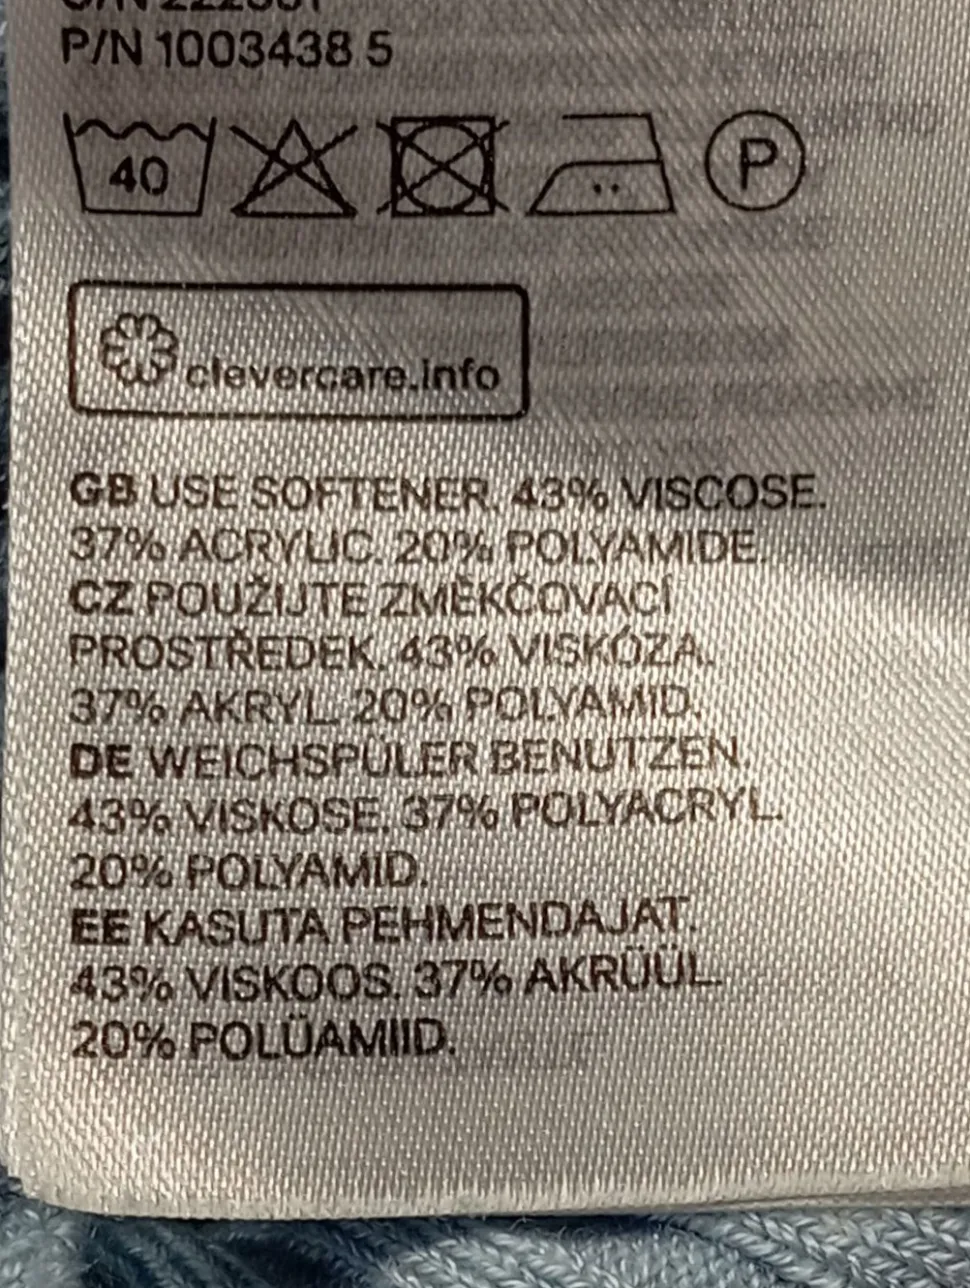 P/N 1003438 5
40
P
clevercare.info
GB USE SOFTENER. 43% VISCOSE.
37% ACRYLIC. 20% POLYAMIDE.
CZ POUŽIJTE ZMĚKČOVACÍ
PROSTŘEDEK. 43% VISKÓZA.
37% AKRYL. 20% POLYAMID.
DE WEICHSPÜLER BENUTZEN.
43% VISKOSE. 37% POLYACRYL.
20% POLYAMID.
EE KASUTA PEHMENDAJAT.
43% VISKOOS. 37% AKRÜÜL.
20% POLÜAMIID.